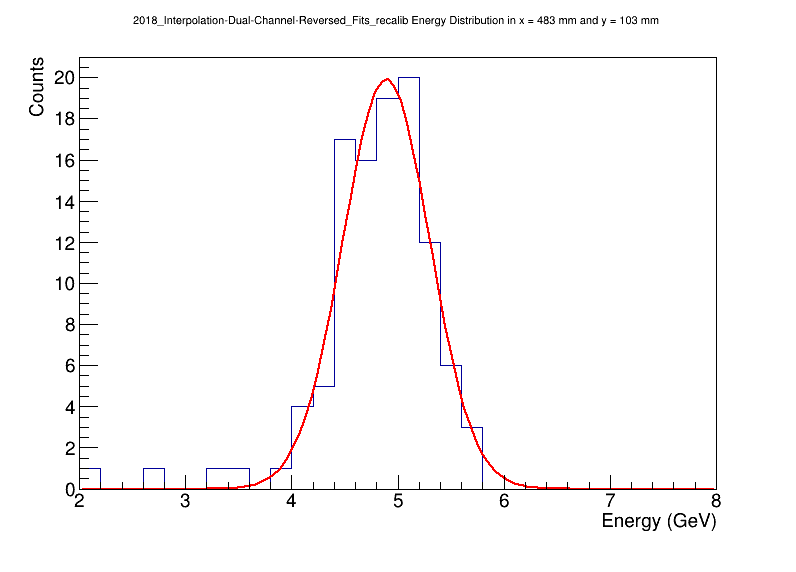 2018_Interpolation-Dual-Channel-Reversed_Fits_recalib Energy Distribution in x = 483 mm and y = 103 mm
Counts
20
18
16
14
12
10
8
6
4
2
0
2 3 4 5 6 7 8
Energy (GeV)